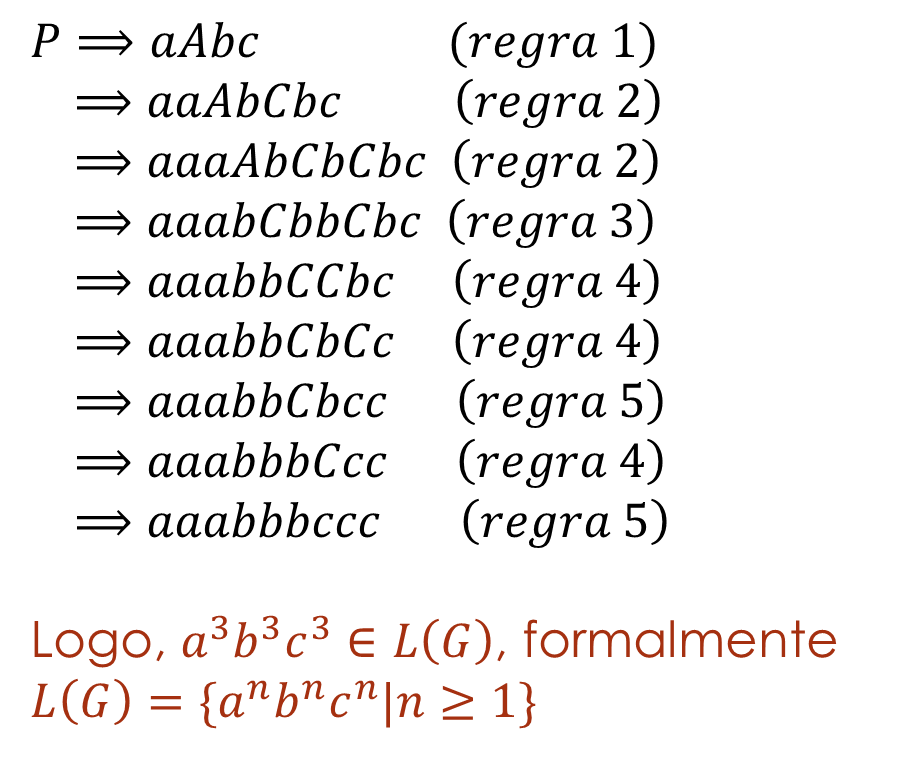 P ⟹ aAbc (regra 1)
⟹ aaAbCbc (regra 2)
⟹ aaaAbCbCbc (regra 2)
⟹ aaabCbbCbc (regra 3)
⟹ aaabbCCbc (regra 4)
⟹ aaabbCbCc (regra 4)
⟹ aaabbCbcc (regra 5)
⟹ aaabbbCcc (regra 4)
⟹ aaabbbccc (regra 5)
Logo, a³b³c³ ∈ L(G), formalmente
L(G) = {aⁿbⁿcⁿ|n ≥ 1}